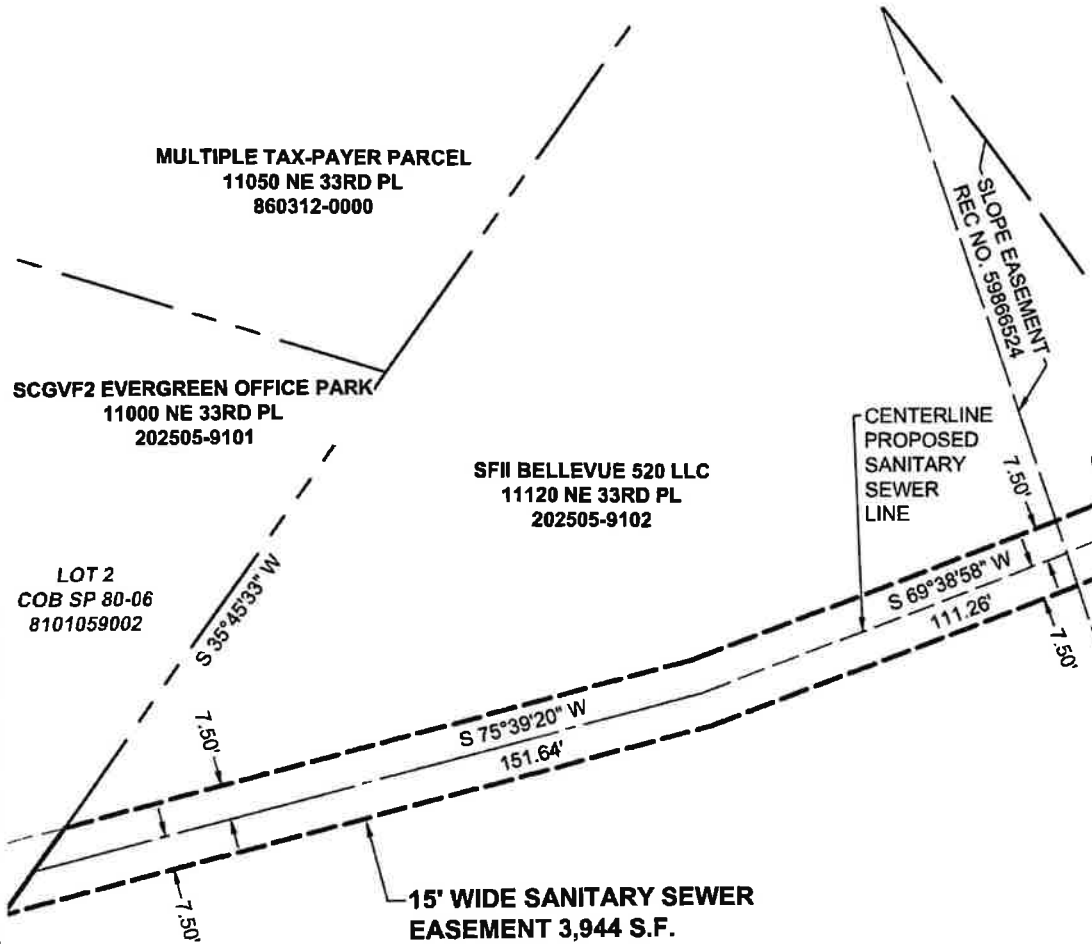 MULTIPLE TAX-PAYER PARCEL
11050 NE 33RD PL
860312-0000
SLOPE EASEMENT
REC NO. 59866524
SCGVF2 EVERGREEN OFFICE PARK
11000 NE 33RD PL
202505-9101
CENTERLINE
PROPOSED
SANITARY
SEWER
LINE
SFII BELLEVUE 520 LLC
11120 NE 33RD PL
202505-9102
7.50'
LOT 2
COB SP 80-06
8101059002
S 35°45'33" W
S 69°38'58" W
111.26'
7.50'
7.50'
S 75°39'20" W
151.64'
7.50'
15' WIDE SANITARY SEWER
EASEMENT 3,944 S.F.